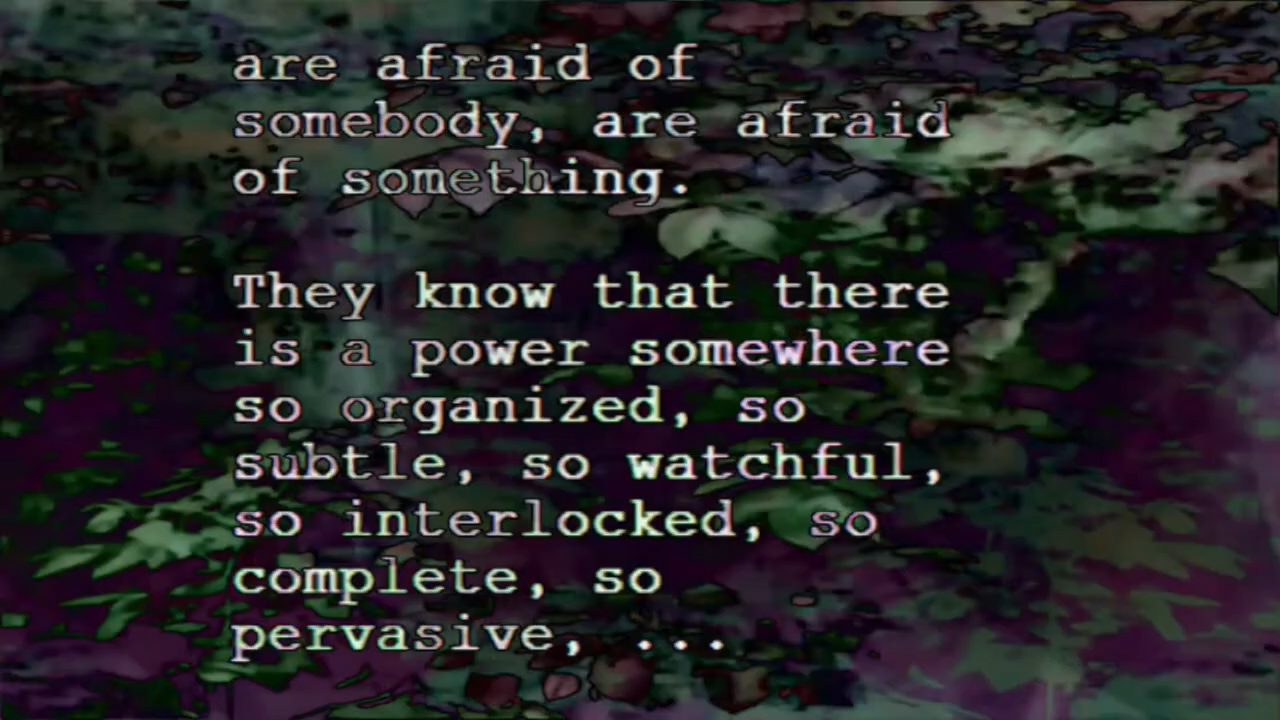 are afraid of
somebody, are afraid
of something.
They know that there
is a power somewhere
so organized, so
subtle, so watchful,
so interlocked, so
complete, so
pervasive, ...